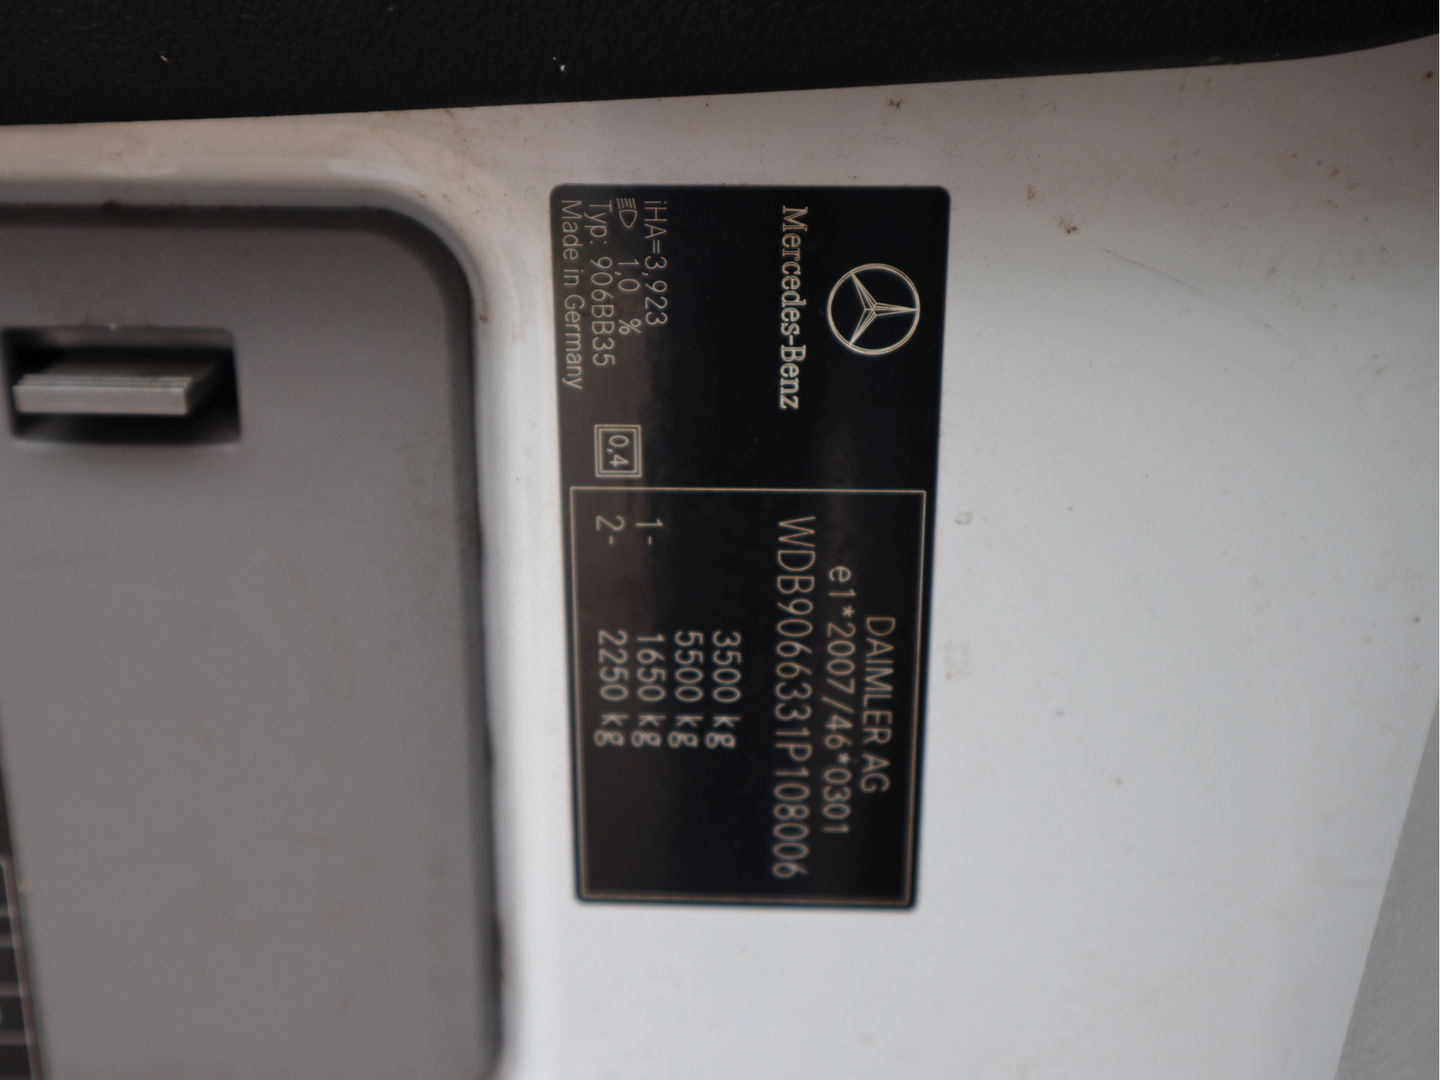 Mercedes-Benz
iHA=3,923
1,0 %
Typ: 906BB35
Made in Germany
0,4
DAIMLER AG
e1*2007/46*0301
WDB9066331P108006
3500 kg
5500 kg
1- 1650 kg
2- 2250 kg